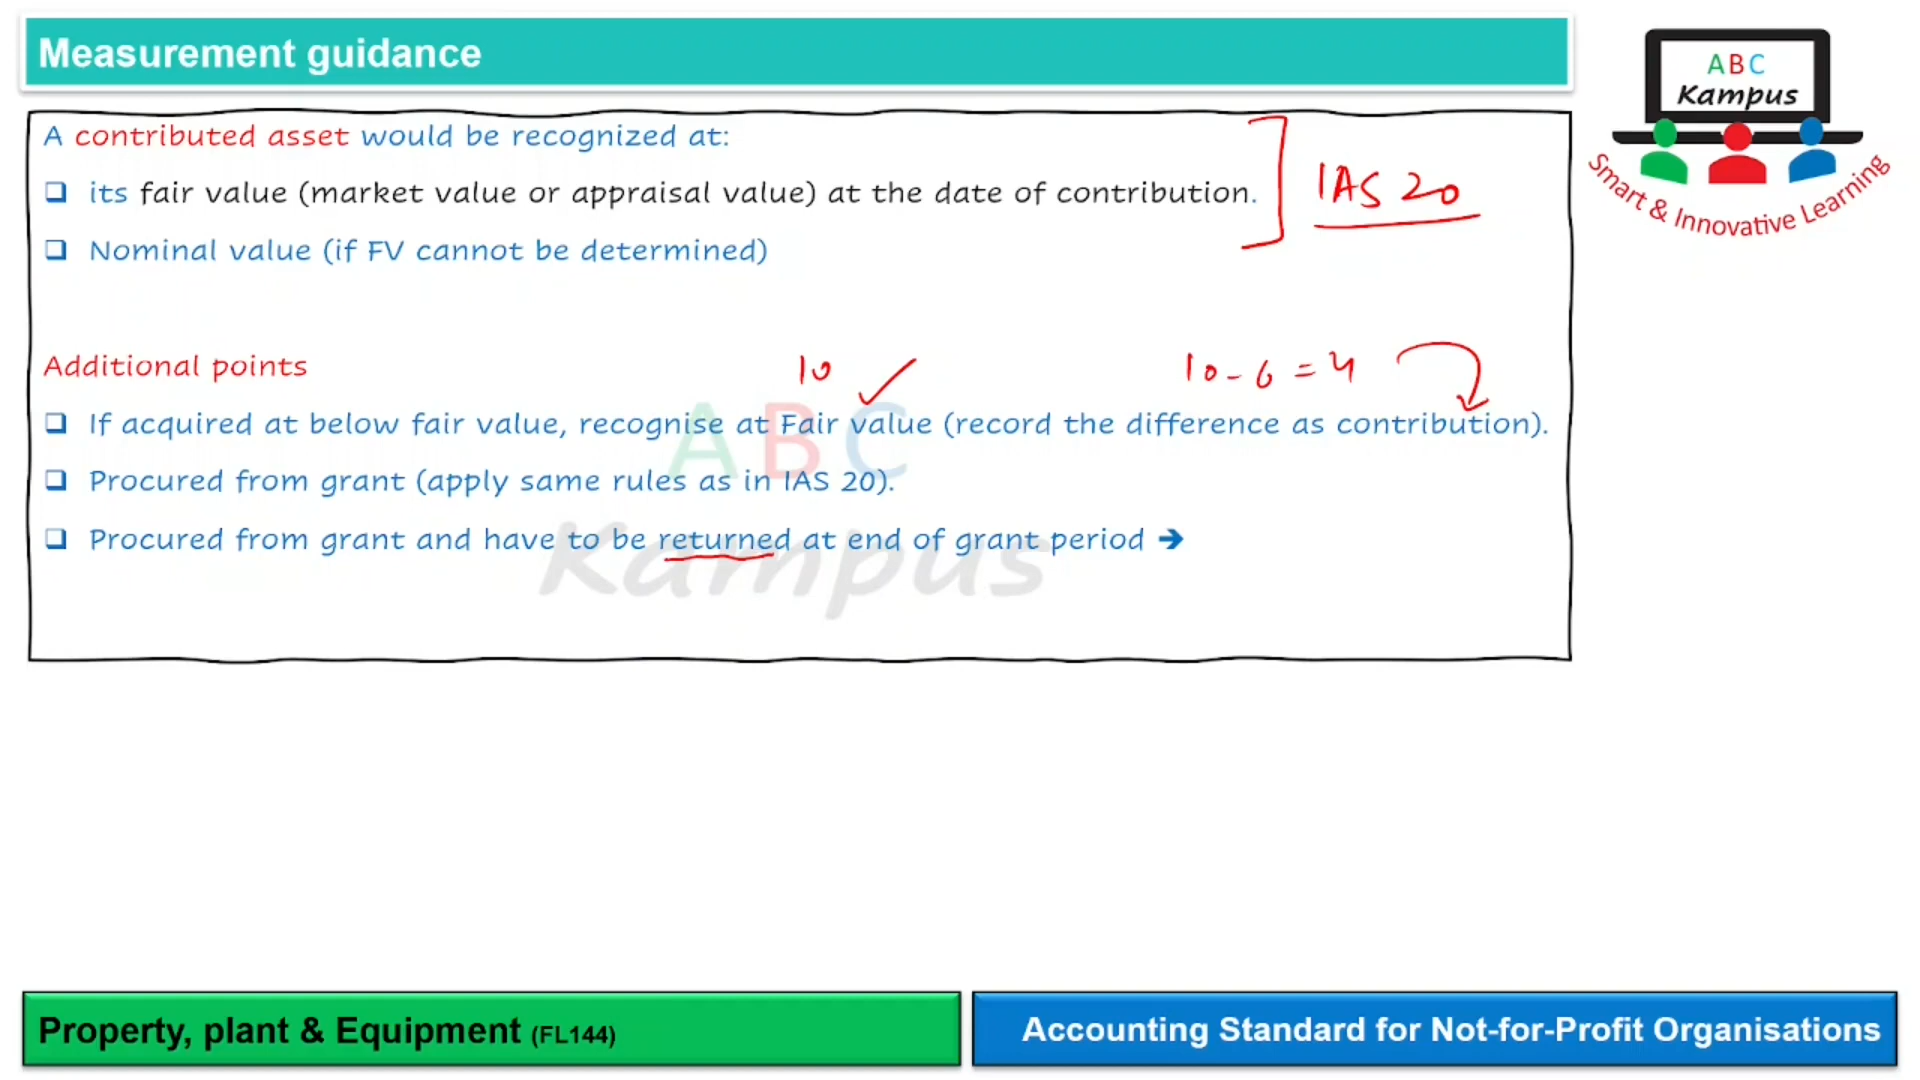 Measurement guidance
ABC
Kampus
Smart & Innovative Learning
A contributed asset would be recognized at:
its fair value (market value or appraisal value) at the date of contribution.
Nominal value (if FV cannot be determined)
IAS 20
Additional points
10
10 - 6 = 4
If acquired at below fair value, recognise at Fair value (record the difference as contribution).
Procured from grant (apply same rules as in IAS 20).
Procured from grant and have to be returned at end of grant period →
ABC
Kampus
Property, plant & Equipment (FL144)
Accounting Standard for Not-for-Profit Organisations